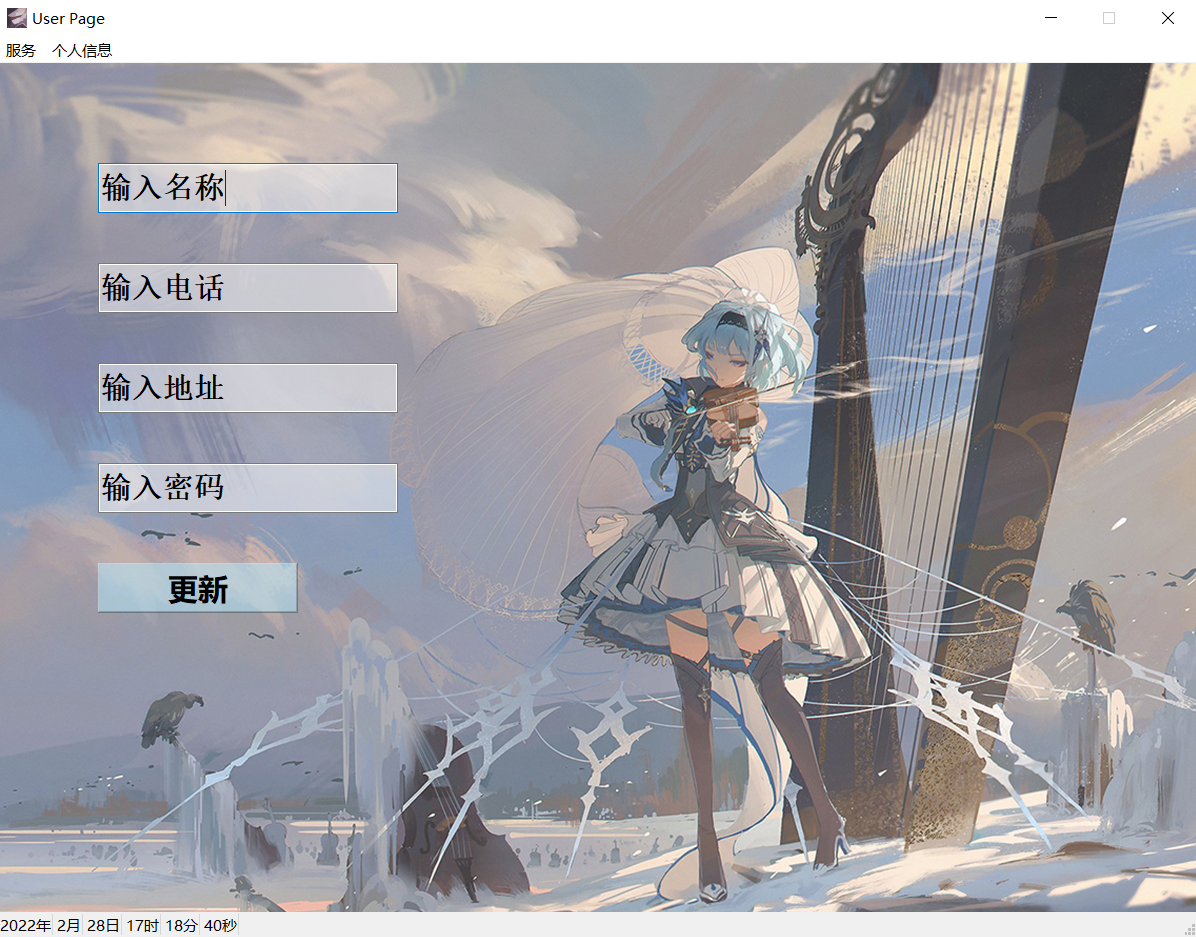 User Page
服务 个人信息
输入名称
输入电话
输入地址
输入密码
更新
2022年 2月 28日 17时 18分 40秒